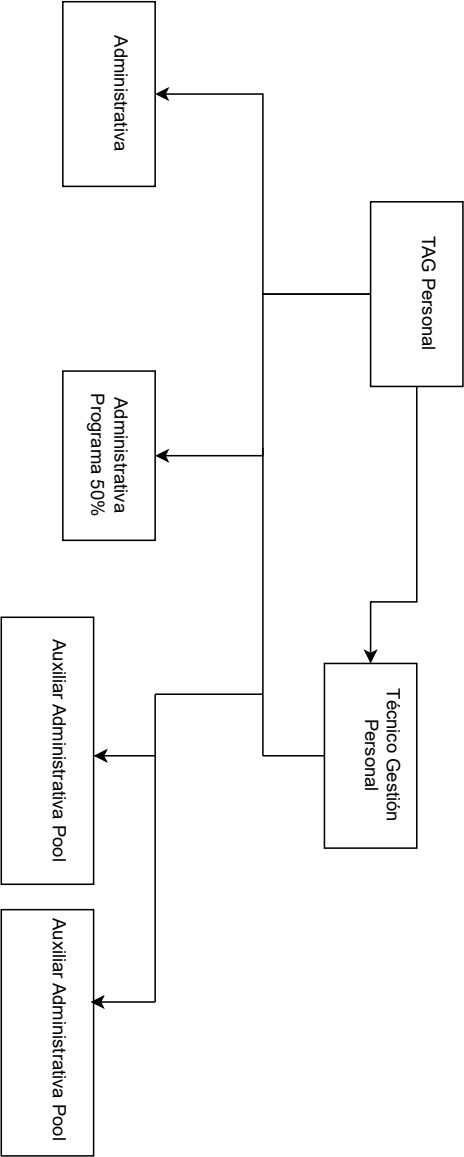 TAG Personal
Técnico Gestión
Personal
Administrativa
Administrativa
Programa 50%
Auxiliar Administrativa Pool
Auxiliar Administrativa Pool